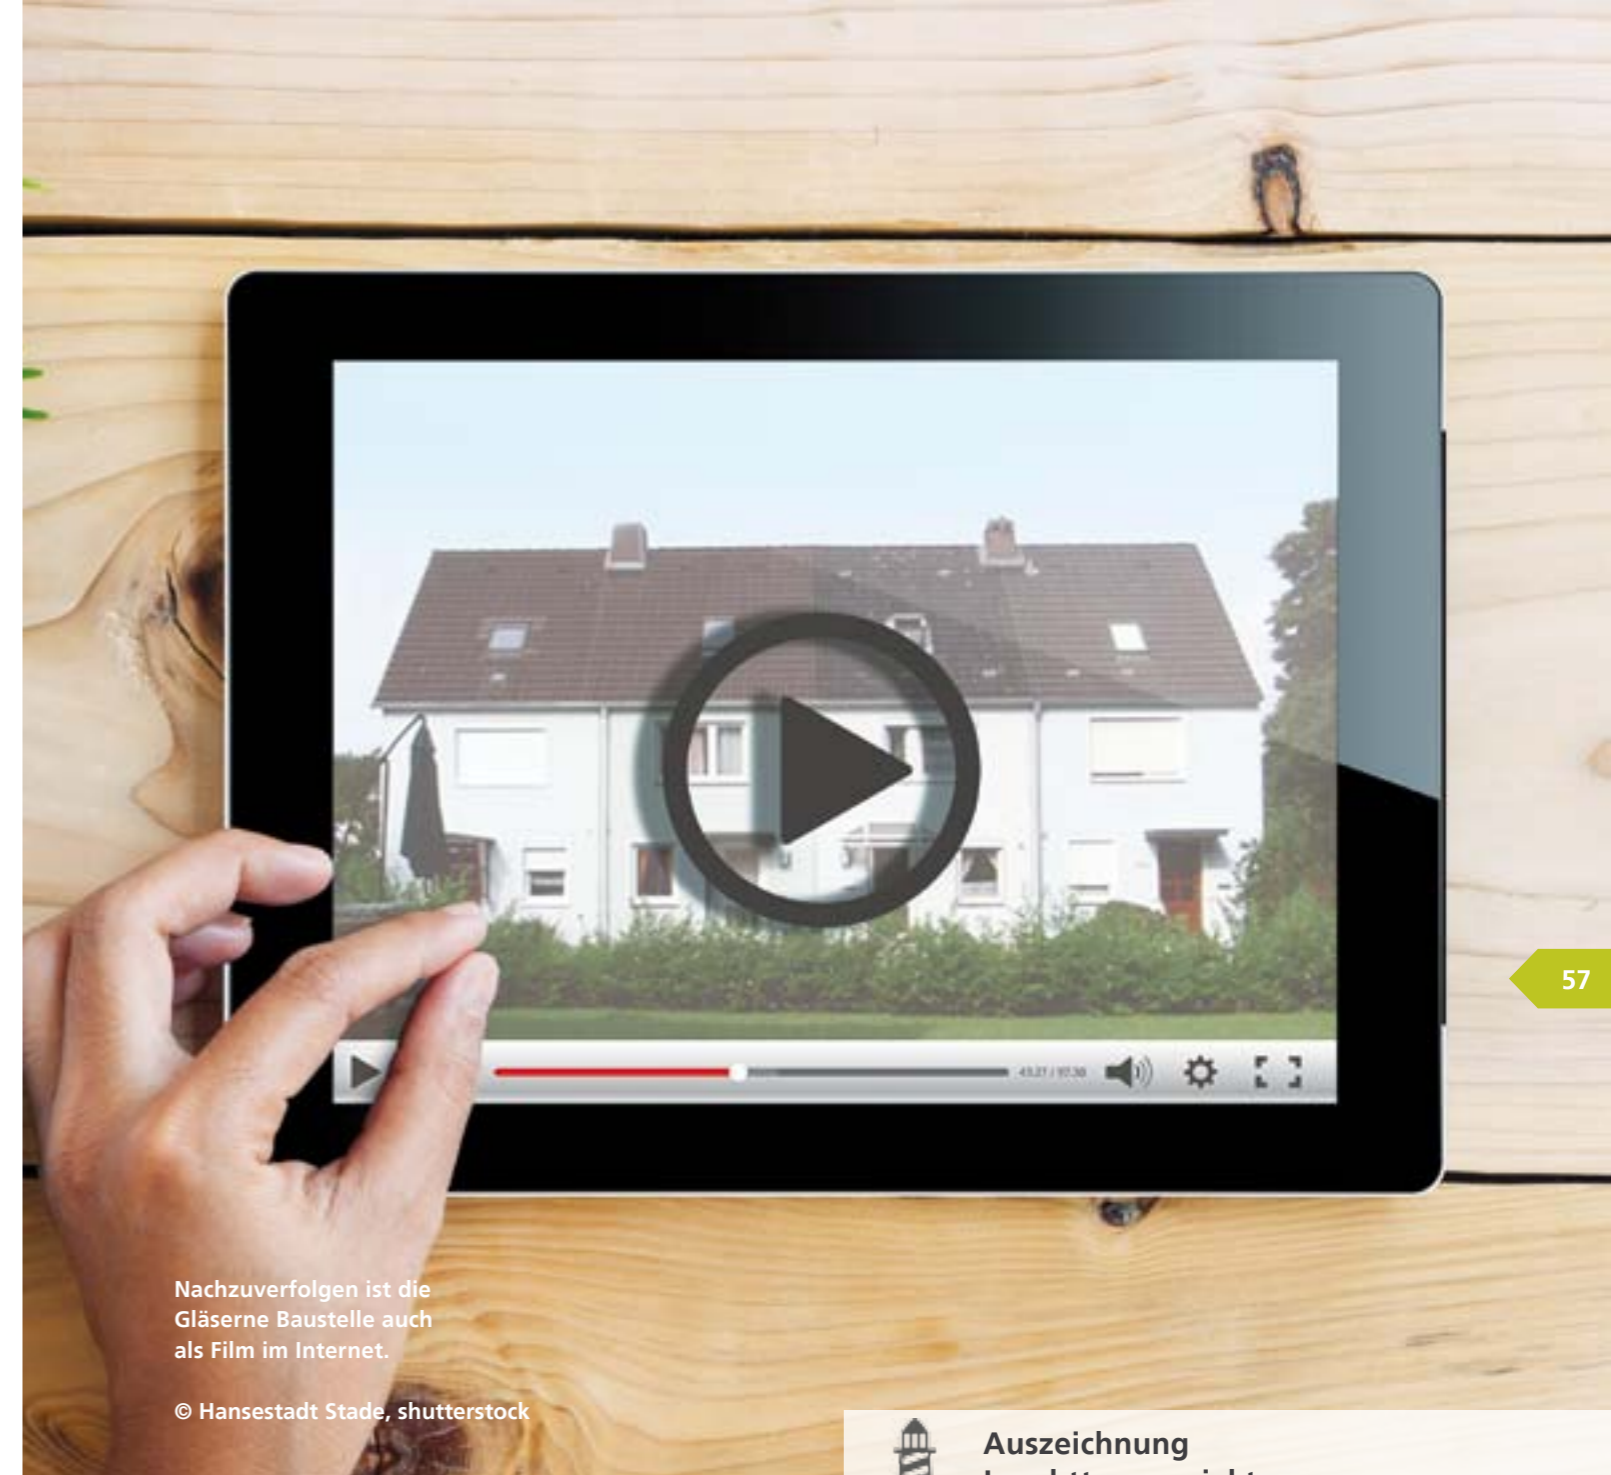 57
Nachzuverfolgen ist die
Gläserne Baustelle auch
als Film im Internet.
© Hansestadt Stade, shutterstock
Auszeichnung